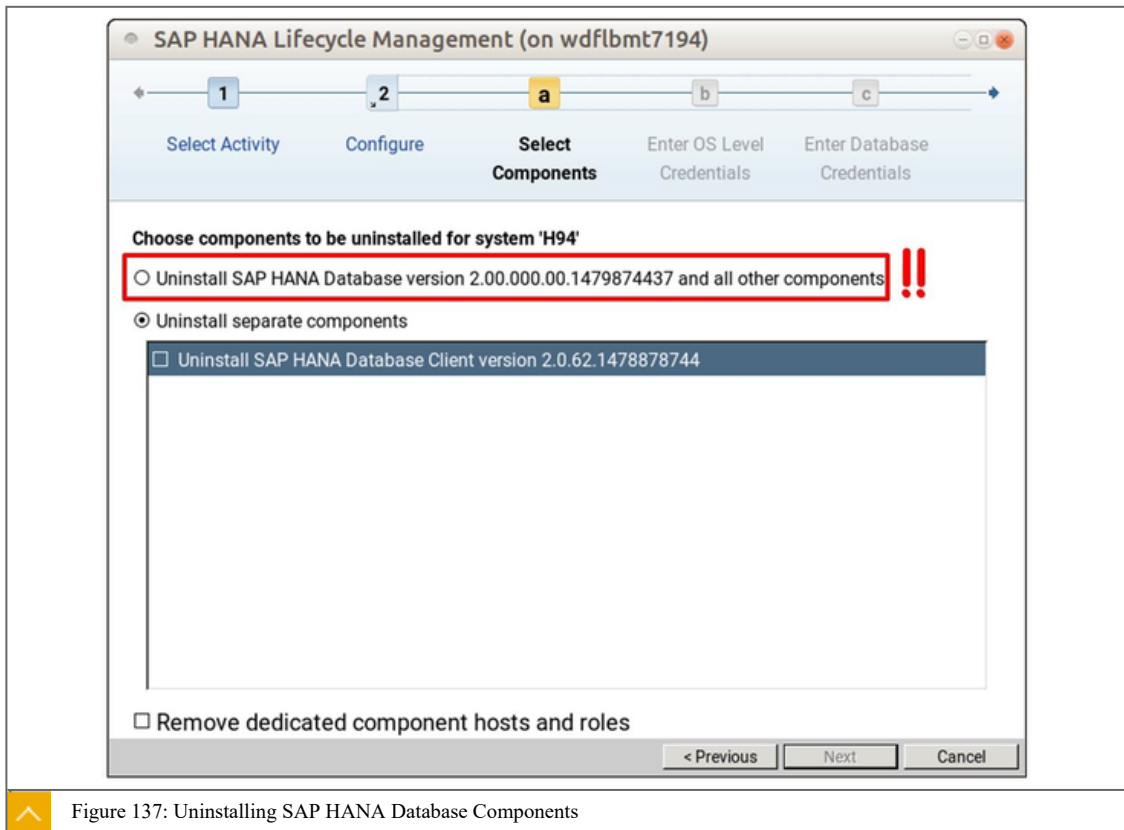 SAP HANA Lifecycle Management (on wdflbmt7194)
1
2
a
b
c
Select Activity
Configure
Select
Components
Enter OS Level
Credentials
Enter Database
Credentials
Choose components to be uninstalled for system 'H94'
Uninstall SAP HANA Database version 2.00.000.00.1479874437 and all other components
!!
Uninstall separate components
Uninstall SAP HANA Database Client version 2.0.62.1478878744
Remove dedicated component hosts and roles
< Previous
Next
Cancel
Figure 137: Uninstalling SAP HANA Database Components